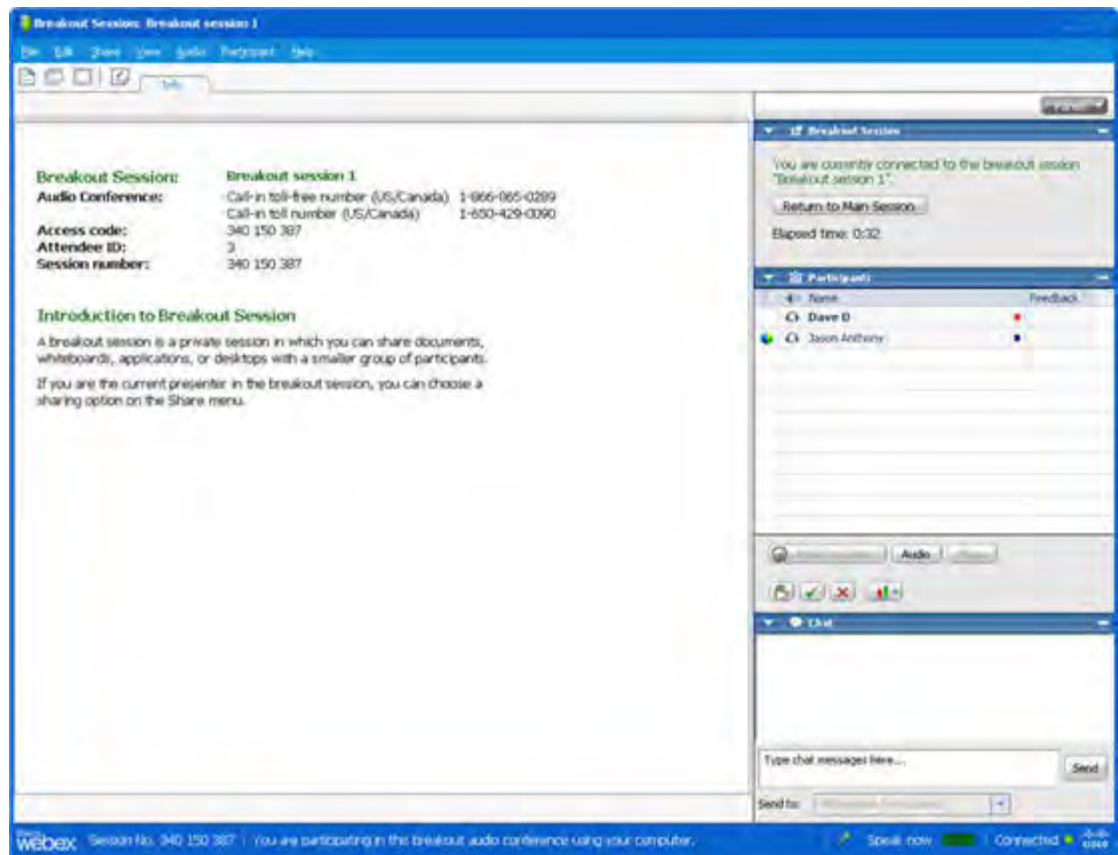 Breakout Session: Breakout session 1
File Edit Share View Audio Participant Help
Info
Breakout Session: Breakout session 1
Audio Conference: Call-in toll-free number (US/Canada) 1-866-065-0289
Call-in toll number (US/Canada) 1-650-429-0090
Access code: 340 150 387
Attendee ID: 3
Session number: 340 150 387
Introduction to Breakout Session
A breakout session is a private session in which you can share documents,
whiteboards, applications, or desktops with a smaller group of participants.
If you are the current presenter in the breakout session, you can choose a
sharing option on the Share menu.
Breakout Session
You are currently connected to the breakout session
"Breakout session 1".
Return to Main Session
Elapsed time: 0:32
Participants
Name Feedback
Dave D
Jason Anthony
Audio
Chat
Type chat messages here...
Send
Send to:
webex Session No. 340 150 387 | You are participating in the breakout audio conference using your computer.
Speak now Connected